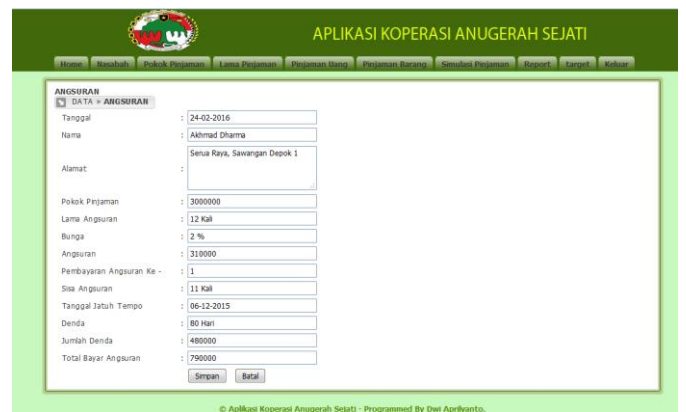 APLIKASI KOPERASI ANUGERAH SEJATI
Home Nasabah Pokok Pinjaman Lama Pinjaman Pinjaman Uang Pinjaman Barang Simulasi Pinjaman Report target Keluar
ANGSURAN
DATA » ANGSURAN
Tanggal : 24-02-2016
Nama : Akhmad Dharma
Alamat : Serua Raya, Sawangan Depok 1
Pokok Pinjaman : 3000000
Lama Angsuran : 12 Kali
Bunga : 2 %
Angsuran : 310000
Pembayaran Angsuran Ke - : 1
Sisa Angsuran : 11 Kali
Tanggal Jatuh Tempo : 06-12-2015
Denda : 80 Hari
Jumlah Denda : 480000
Total Bayar Angsuran : 790000
Simpan Batal
© Aplikasi Koperasi Anugerah Sejati - Programmed By Dwi Apriyanto.